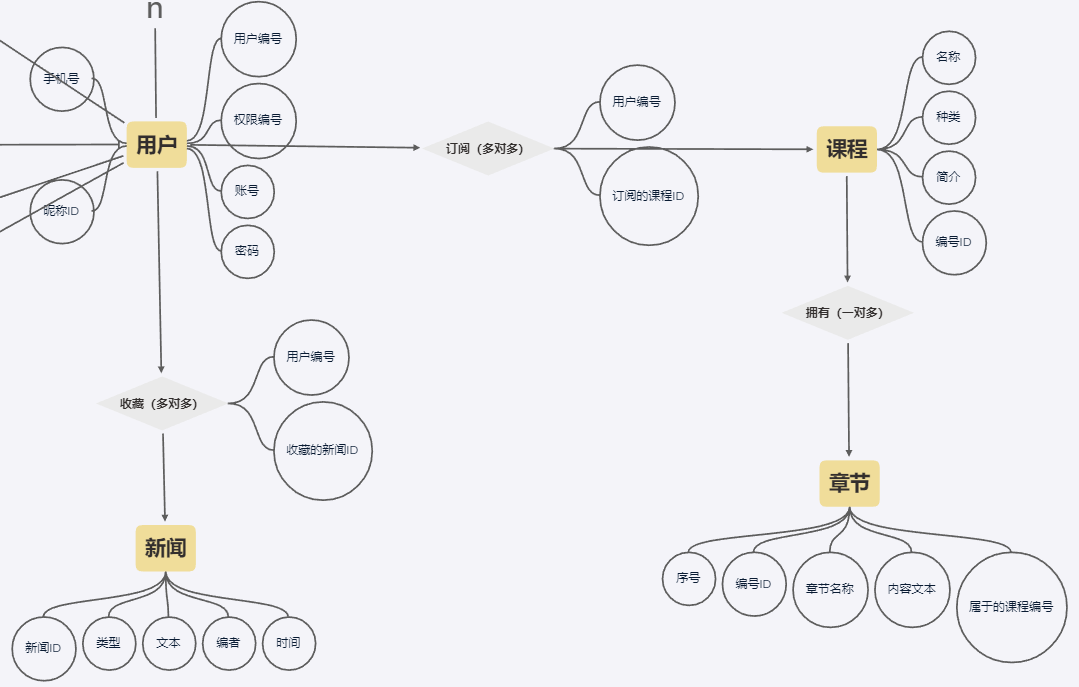 n
用户编号
手机号
权限编号
用户
账号
昵称ID
密码
订阅（多对多）
用户编号
订阅的课程ID
课程
名称
种类
简介
编号ID
拥有（一对多）
收藏（多对多）
用户编号
收藏的新闻ID
新闻
新闻ID
类型
文本
编者
时间
章节
序号
编号ID
章节名称
内容文本
属于的课程编号